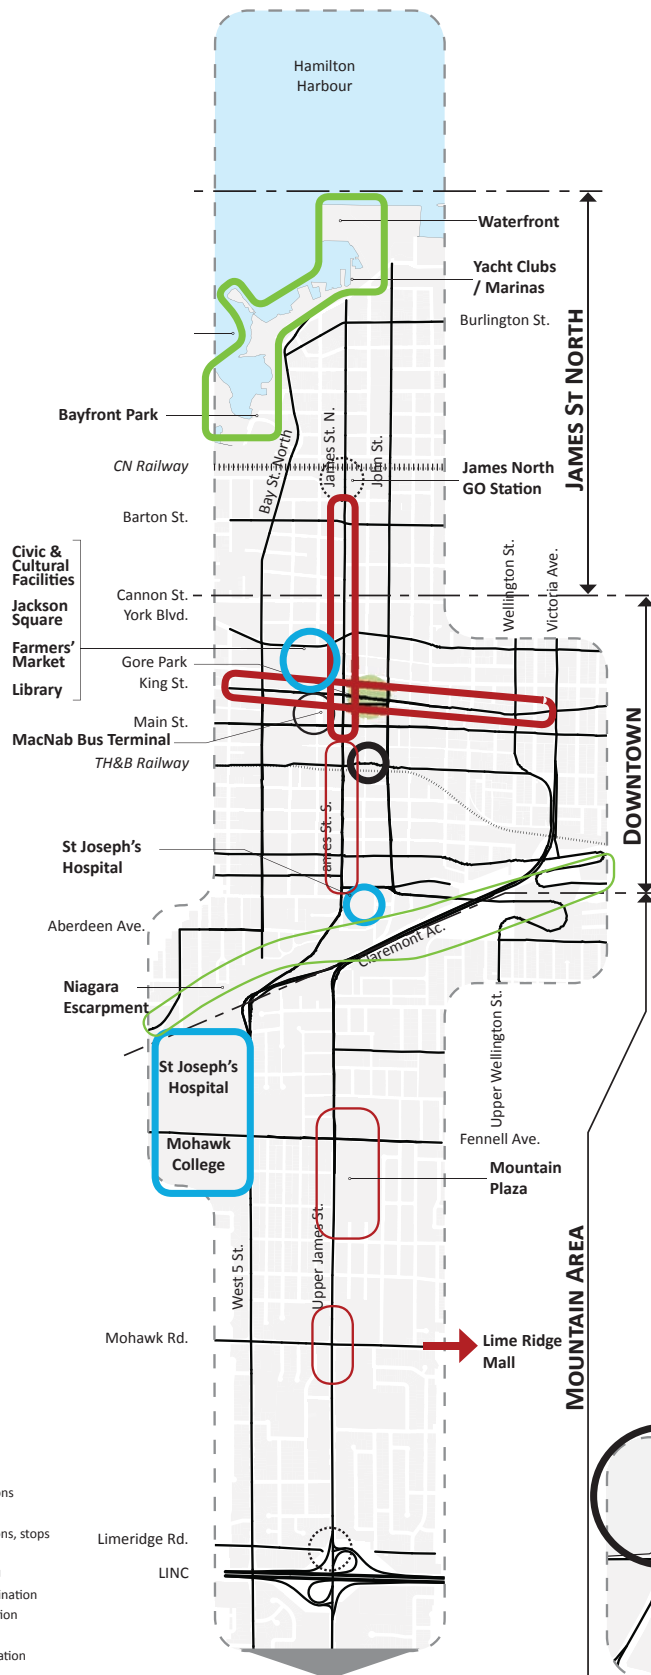 Hamilton
Harbour
Waterfront
Yacht Clubs
/ Marinas
Burlington St.
JAMES ST NORTH
Bayfront Park
Bay St. North
James St. N.
John St.
CN Railway
James North
GO Station
Barton St.
Civic &
Cultural
Facilities
Jackson
Square
Farmers'
Market
Library
Cannon St.
York Blvd.
Wellington St.
Victoria Ave.
Gore Park
King St.
Main St.
MacNab Bus Terminal
TH&B Railway
DOWNTOWN
James St. S.
St Joseph's
Hospital
Aberdeen Ave.
Claremont Ac.
Niagara
Escarpment
Upper Wellington St.
St Joseph's
Hospital
Mohawk
College
Fennell Ave.
Mountain
Plaza
West 5 St.
Upper James St.
MOUNTAIN AREA
Mohawk Rd.
Lime Ridge
Mall
ons
ons, stops
Limeridge Rd.
LINC
ination
tion
ation